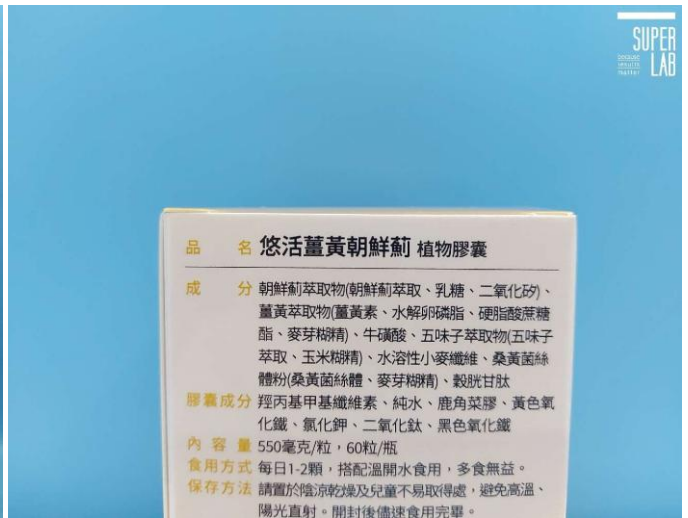 SUPER
LAB
because
results
matter
品名 悠活薑黃朝鮮薊 植物膠囊
成分 朝鮮薊萃取物(朝鮮薊萃取、乳糖、二氧化矽)、
薑黃萃取物(薑黃素、水解卵磷脂、硬脂酸蔗糖
酯、麥芽糊精)、牛磺酸、五味子萃取物(五味子
萃取、玉米糊精)、水溶性小麥纖維、桑黃菌絲
體粉(桑黃菌絲體、麥芽糊精)、穀胱甘肽
膠囊成分 羥丙基甲基纖維素、純水、鹿角菜膠、黃色氧
化鐵、氯化鉀、二氧化鈦、黑色氧化鐵
內容量 550毫克/粒，60粒/瓶
食用方式 每日1-2顆，搭配溫開水食用，多食無益。
保存方法 請置於陰涼乾燥及兒童不易取得處，避免高溫、
陽光直射。開封後儘速食用完畢。